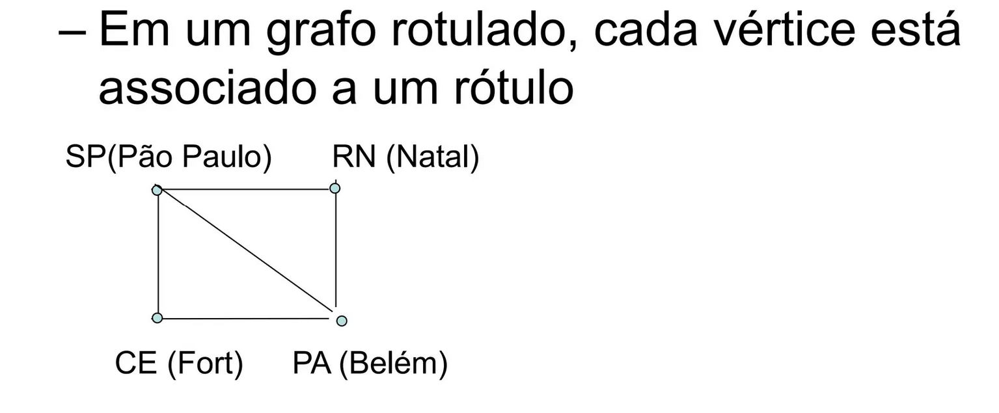 – Em um grafo rotulado, cada vértice está
associado a um rótulo
SP(Pão Paulo) RN (Natal)
CE (Fort) PA (Belém)